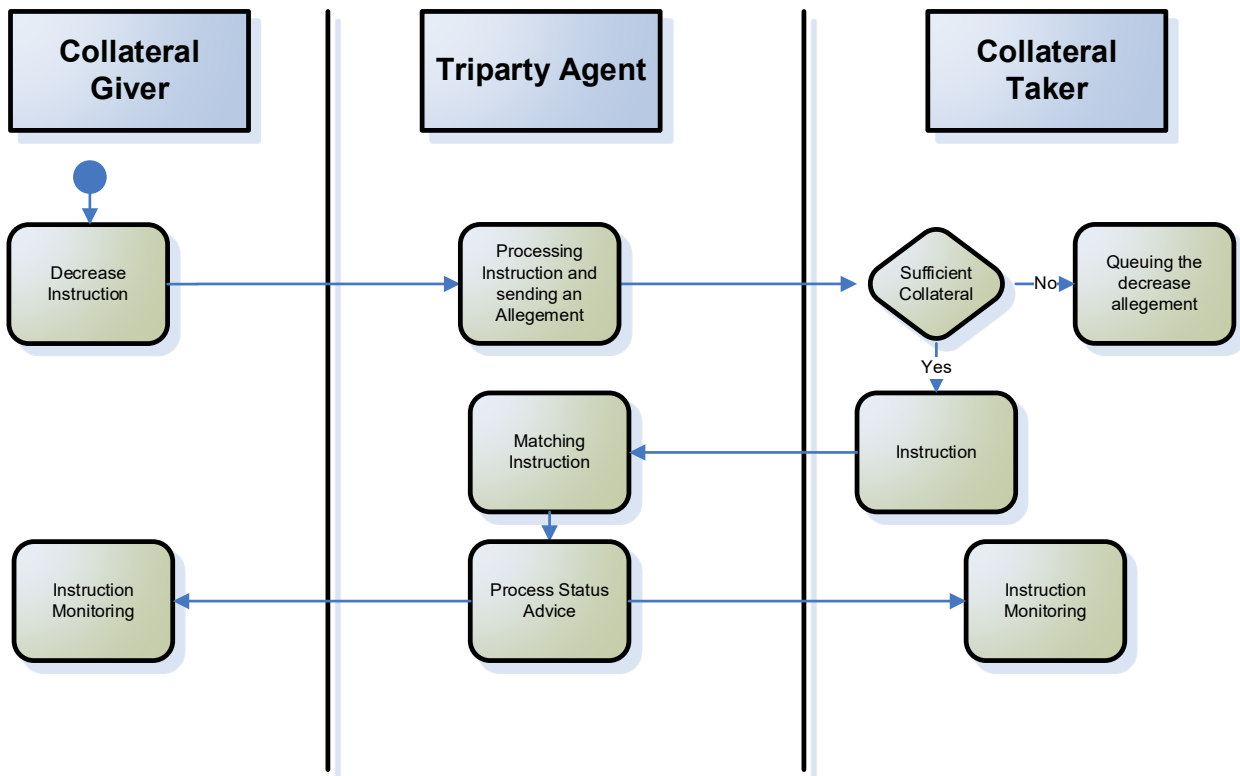 Collateral
Giver
Triparty Agent
Collateral
Taker
Decrease
Instruction
Processing
Instruction and
sending an
Allegement
Sufficient
Collateral
No
Queuing the
decrease
allegement
Yes
Matching
Instruction
Instruction
Instruction
Monitoring
Process Status
Advice
Instruction
Monitoring